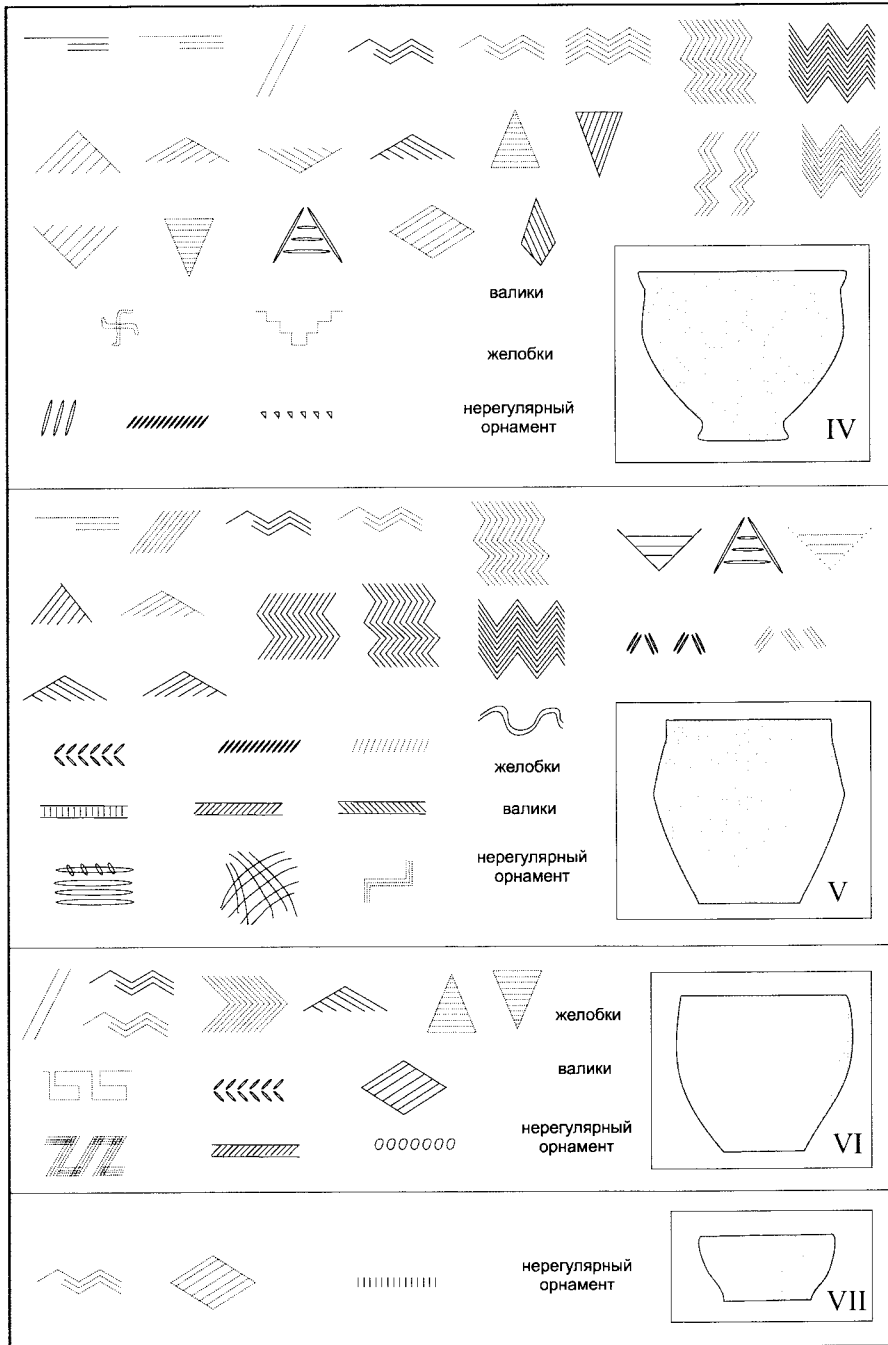 валики
желобки
нерегулярный
орнамент
IV
желобки
валики
нерегулярный
орнамент
V
желобки
валики
нерегулярный
орнамент
VI
нерегулярный
орнамент
VII